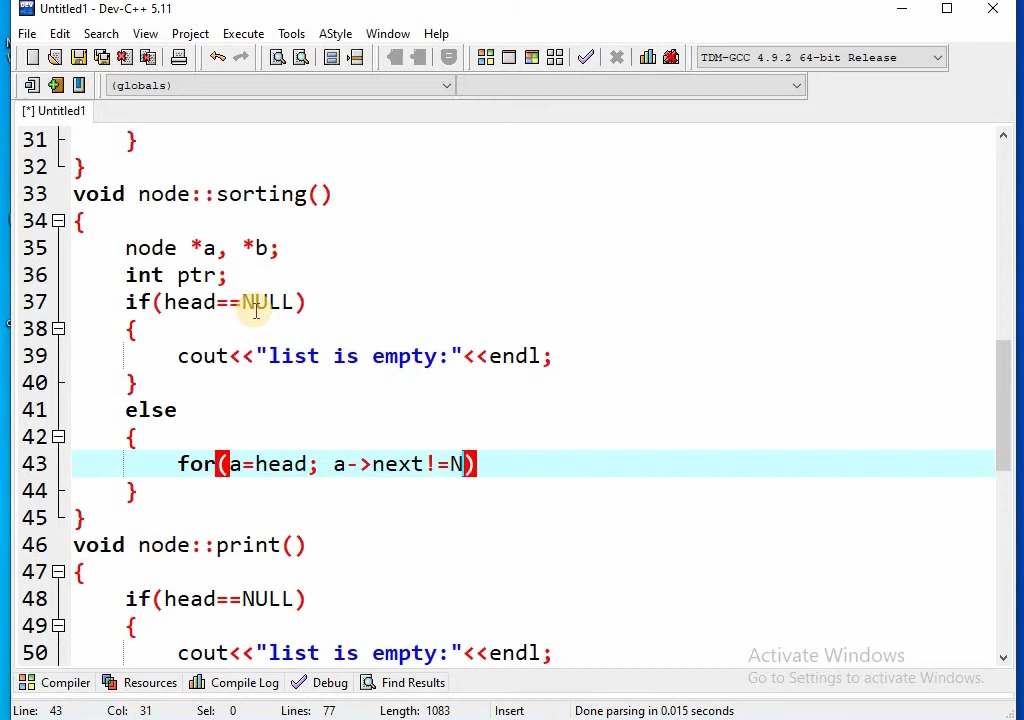 Untitled1 - Dev-C++ 5.11
File Edit Search View Project Execute Tools AStyle Window Help
TDM-GCC 4.9.2 64-bit Release
(globals)
[*] Untitled1
31 }
32 }
33 void node::sorting()
34 {
35 node *a, *b;
36 int ptr;
37 if(head==NULL)
38 {
39 cout<<"list is empty:"<<endl;
40 }
41 else
42 {
43 for(a=head; a->next!=N)
44 }
45 }
46 void node::print()
47 {
48 if(head==NULL)
49 {
50 cout<<"list is empty:"<<endl;
Activate Windows
Go to Settings to activate Windows.
Compiler Resources Compile Log Debug Find Results
Line: 43 Col: 31 Sel: 0 Lines: 77 Length: 1083 Insert Done parsing in 0.015 seconds